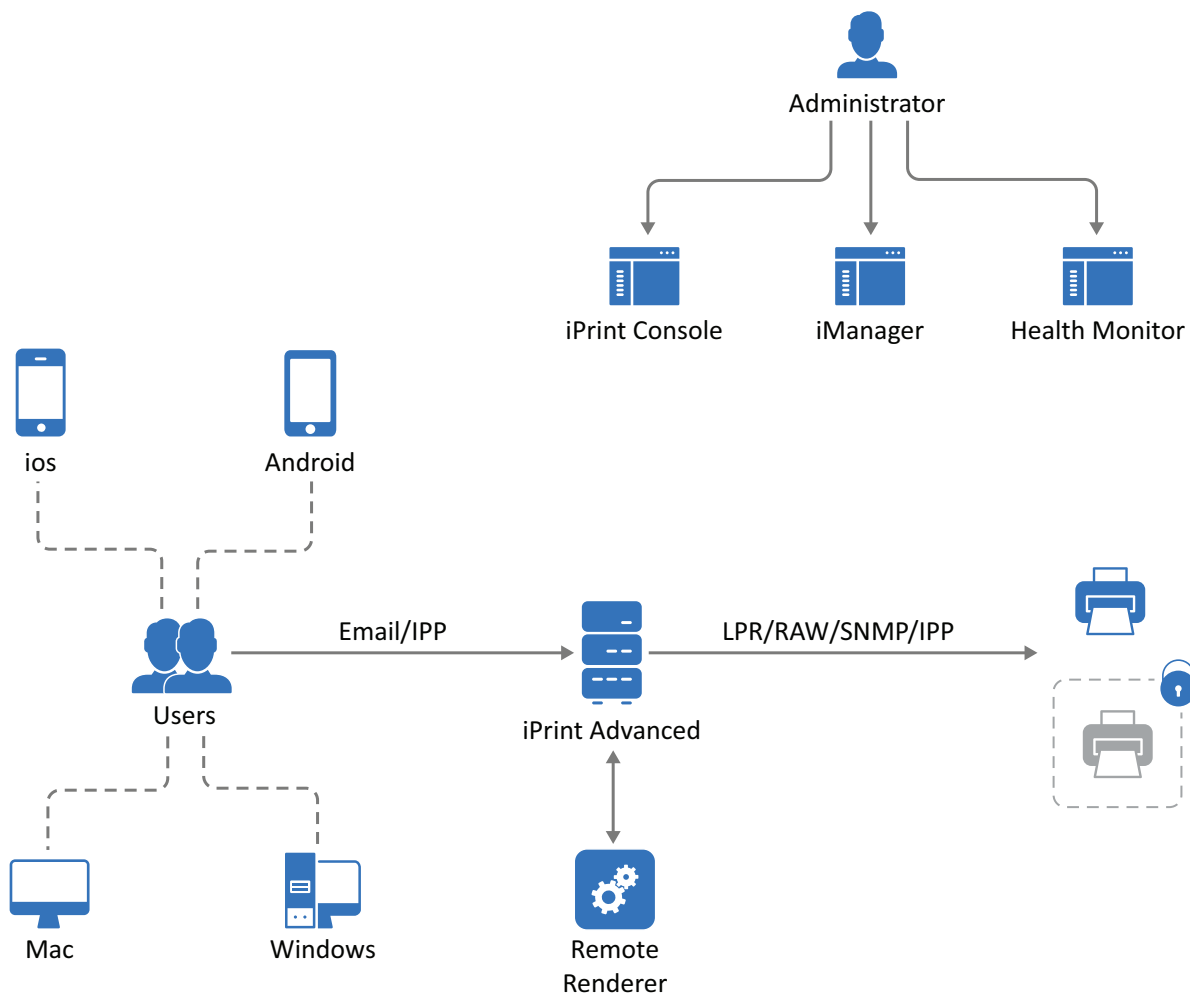 Administrator
iPrint Console
iManager
Health Monitor
ios
Android
Email/IPP
LPR/RAW/SNMP/IPP
Users
iPrint Advanced
Mac
Windows
Remote
Renderer